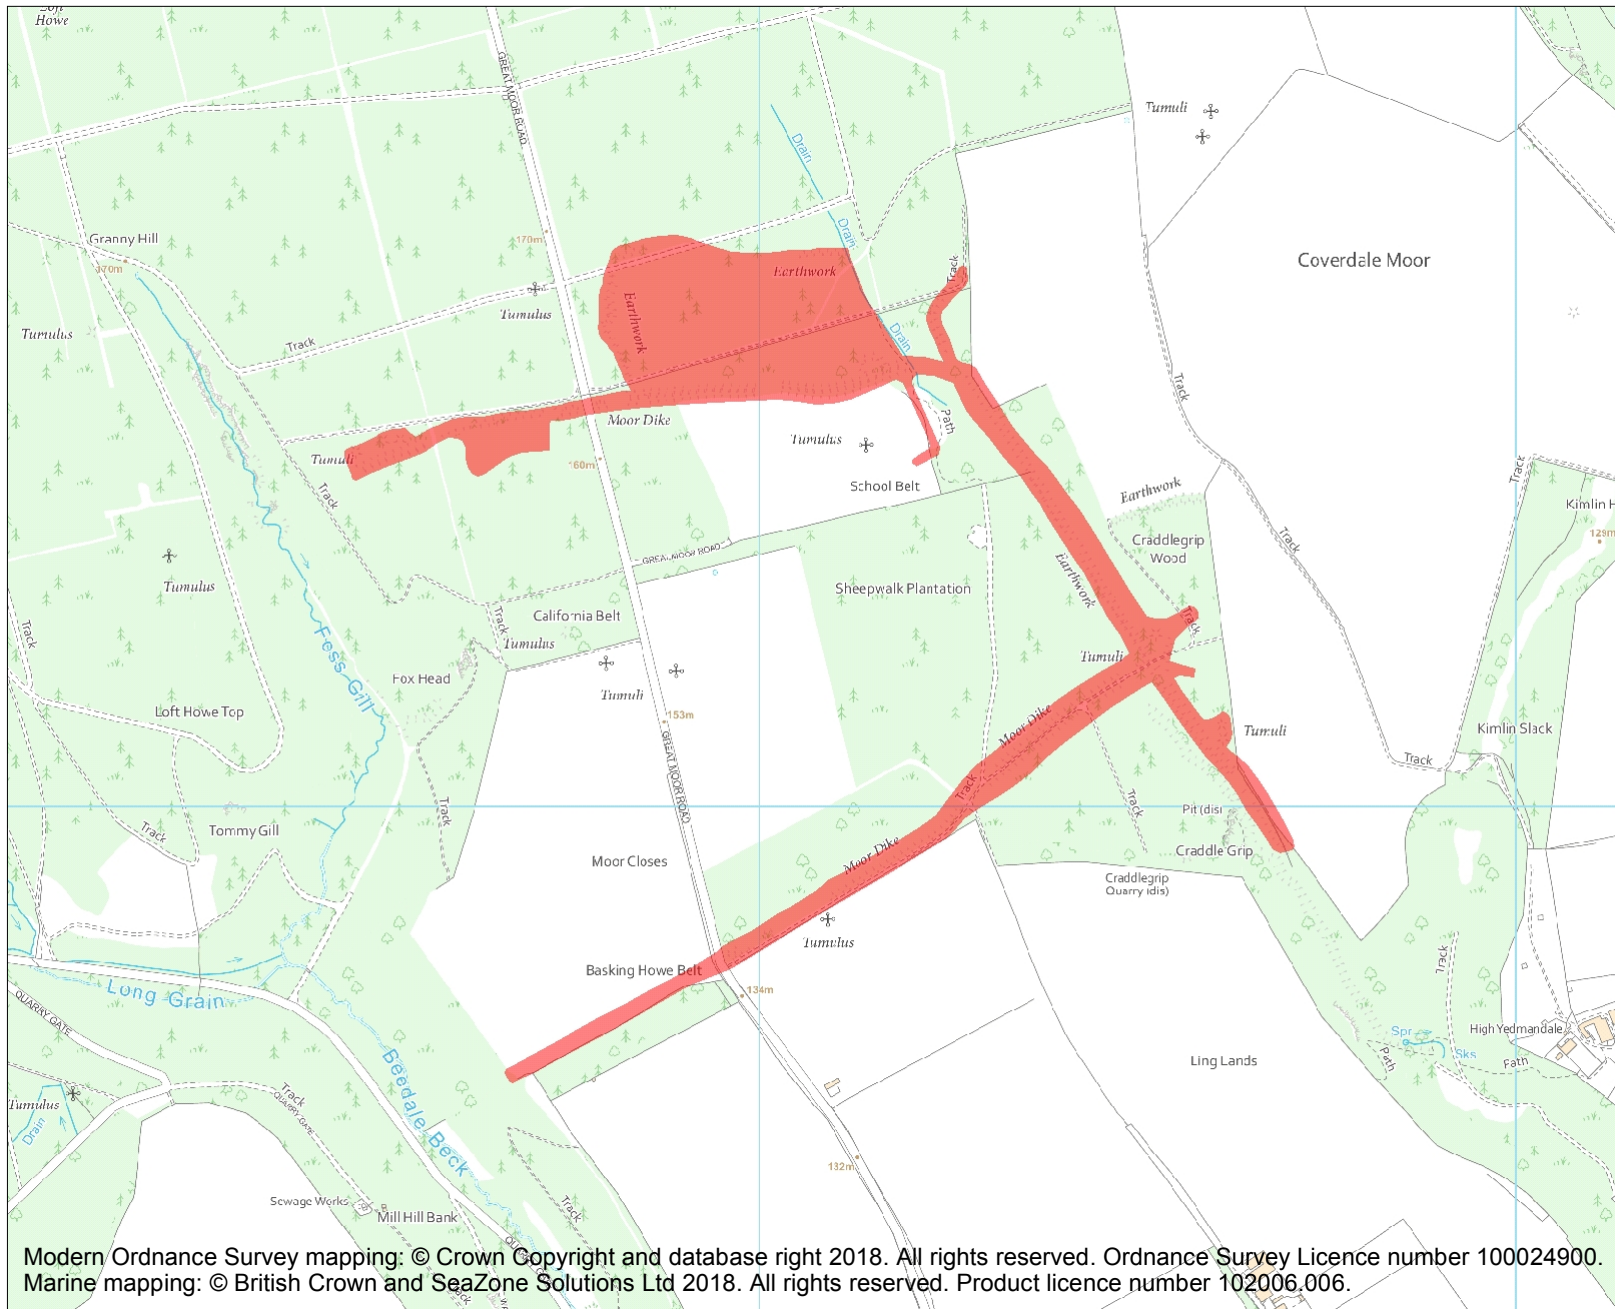 Loft
Howe
GREAT MOOR ROAD
Tumuli
Drain
Granny Hill
170m
170m
Drain
Coverdale Moor
Earthwork
Track
Tumulus
Earthwork
Tumulus
Track
Drain
Track
Moor Dike
Path
Tumuli
Tumulus
160m
School Belt
Track
Track
Earthwork
Kimlin H
129m
Craddlegrip
Wood
Track
GREAT MOOR ROAD
Earthwork
Tumulus
Sheepwalk Plantation
California Belt
Track
Track
Track
Tumulus
Fess Gill
Tumuli
Fox Head
Tumuli
Loft Howe Top
153m
Moor Dike
Tumuli
Kimlin Slack
GREAT MOOR ROAD
Track
Track
Track
Track
Pit (dis)
Track
Tommy Gill
Moor Dike
Craddle Grip
Moor Closes
Craddlegrip
Quarry (dis)
Tumulus
Track
Basking Howe Belt
134m
Long Grain
QUARRY GATE
Spr
High Yedmandale
Sks
Path
Path
Ling Lands
Beedale Beck
Track
QUARRY GATE
Tumulus
Drain
132m
Sewage Works
Mill Hill Bank
Track
Track
Modern Ordnance Survey mapping: © Crown Copyright and database right 2018. All rights reserved. Ordnance Survey Licence number 100024900.
Marine mapping: © British Crown and SeaZone Solutions Ltd 2018. All rights reserved. Product licence number 102006.006.